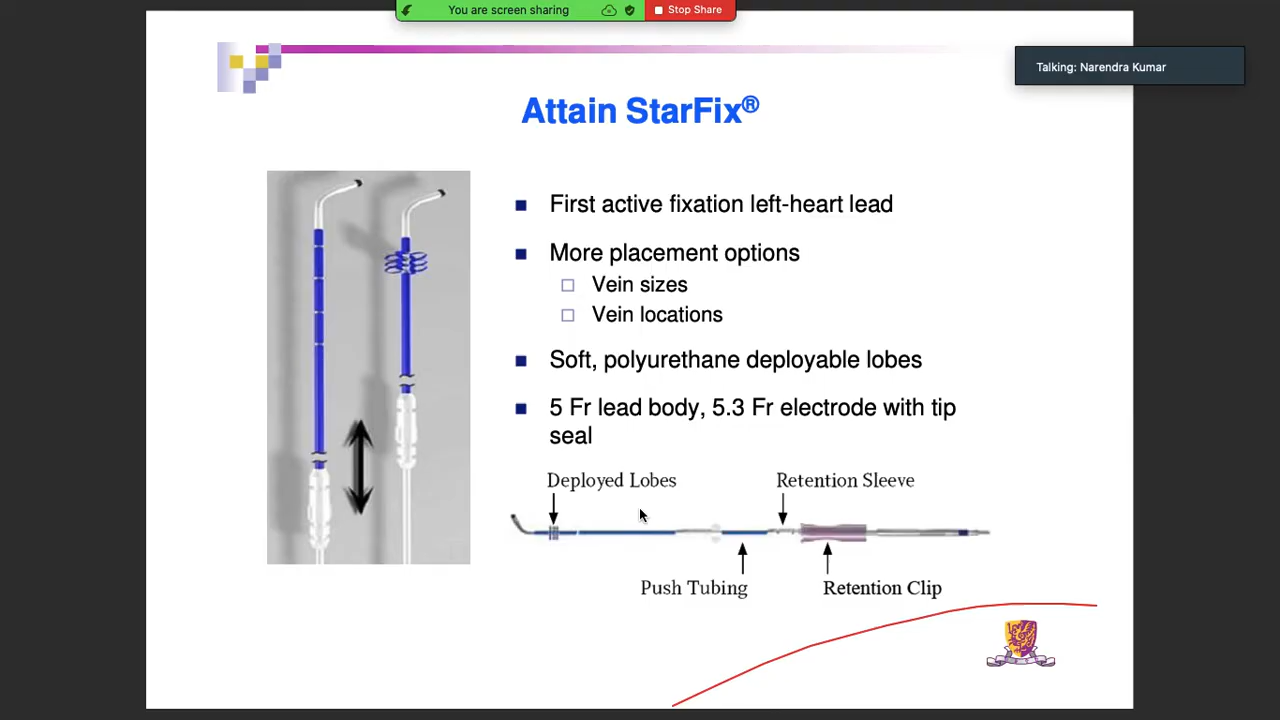 You are screen sharing
Stop Share
Talking: Narendra Kumar
Attain StarFix®
First active fixation left-heart lead
More placement options
Vein sizes
Vein locations
Soft, polyurethane deployable lobes
5 Fr lead body, 5.3 Fr electrode with tip
seal
Deployed Lobes
Retention Sleeve
Push Tubing
Retention Clip